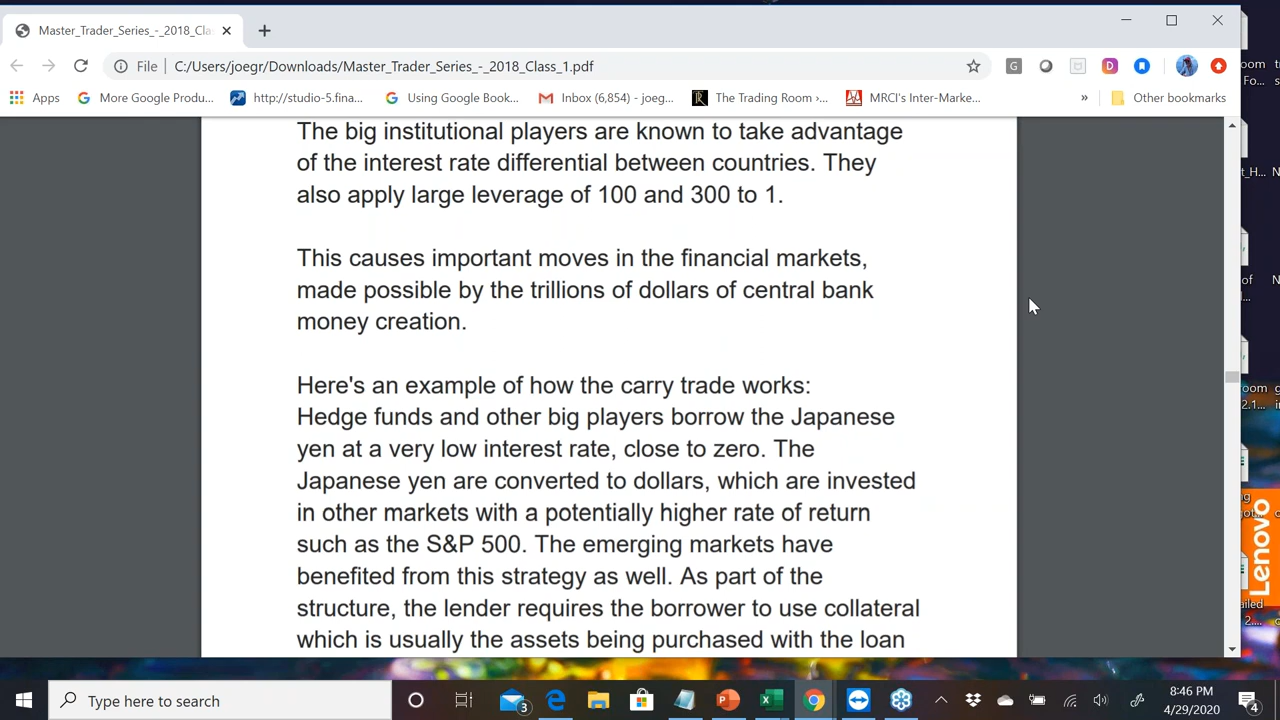 Master_Trader_Series_-_2018_Cla
File
C:/Users/joegr/Downloads/Master_Trader_Series_-_2018_Class_1.pdf
Apps
More Google Produ...
http://studio-5.fina...
Using Google Book...
Inbox (6,854) - joeg...
The Trading Room >...
MRCI's Inter-Marke...
»
Other bookmarks
The big institutional players are known to take advantage
of the interest rate differential between countries. They
also apply large leverage of 100 and 300 to 1.
This causes important moves in the financial markets,
made possible by the trillions of dollars of central bank
money creation.
Here's an example of how the carry trade works:
Hedge funds and other big players borrow the Japanese
yen at a very low interest rate, close to zero. The
Japanese yen are converted to dollars, which are invested
in other markets with a potentially higher rate of return
such as the S&P 500. The emerging markets have
benefited from this strategy as well. As part of the
structure, the lender requires the borrower to use collateral
which is usually the assets being purchased with the loan
Lenovo
Type here to search
3
8:46 PM
4/29/2020
4